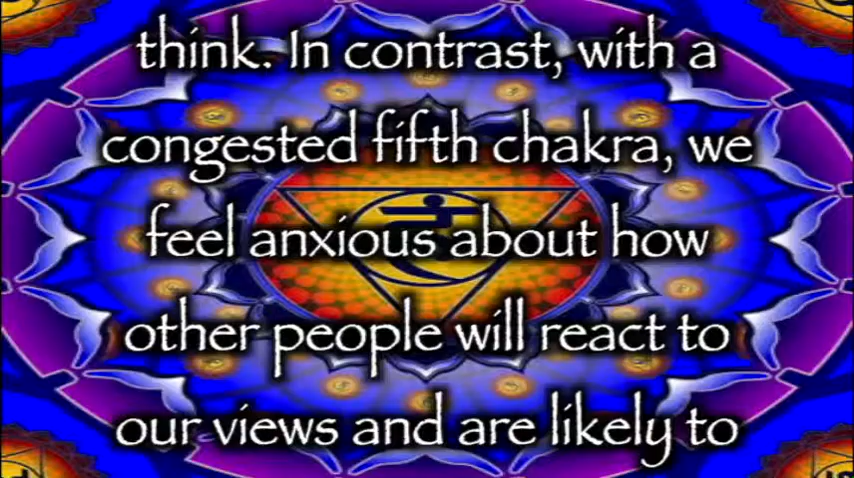 think. In contrast, with a
congested fifth chakra, we
feel anxious about how
other people will react to
our views and are likely to